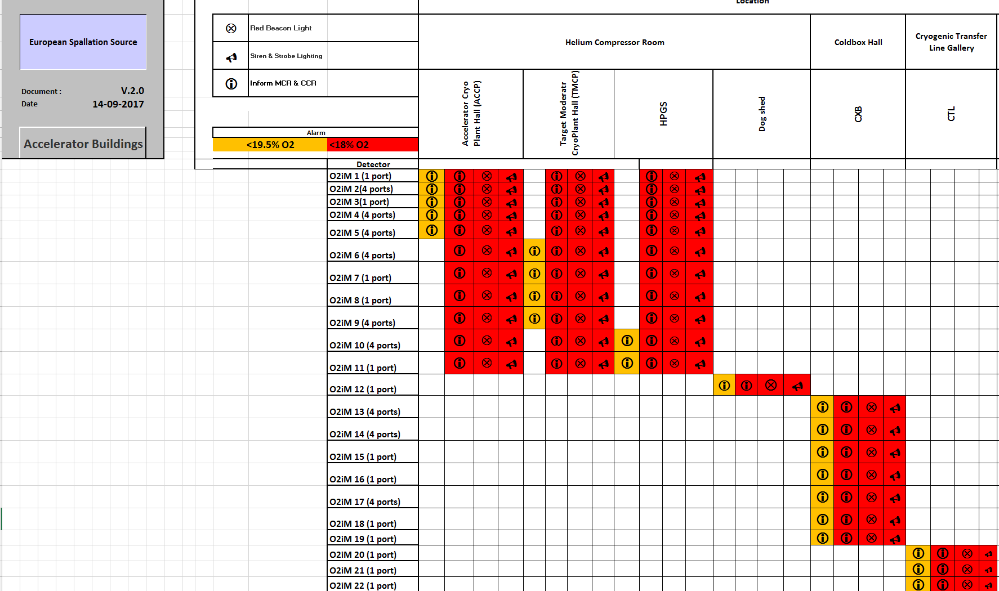 Location
European Spallation Source
Document :
V.2.0
Date
14-09-2017
Accelerator Buildings
Red Beacon Light
Siren & Strobe Lighting
Inform MCR & CCR
Alarm
<19.5% O2
<18% O2
Detector
Helium Compressor Room
Coldbox Hall
Cryogenic Transfer
Line Gallery
Accelerator Cryo
Plant Hall (ACCP)
Target Moderatr
CryoPlant Hall (TMCP)
HPGS
Dog shed
CXB
CTL
O2iM 1 (1 port)
O2iM 2(4 ports)
O2iM 3(1 port)
O2iM 4 (4 ports)
O2iM 5 (4 ports)
O2iM 6 (4 ports)
O2iM 7 (1 port)
O2iM 8 (1 port)
O2iM 9 (4 ports)
O2iM 10 (4 ports)
O2iM 11 (1 port)
O2iM 12 (1 port)
O2iM 13 (4 ports)
O2iM 14 (4 ports)
O2iM 15 (1 port)
O2iM 16 (1 port)
O2iM 17 (4 ports)
O2iM 18 (1 port)
O2iM 19 (1 port)
O2iM 20 (1 port)
O2iM 21 (1 port)
O2iM 22 (1 port)